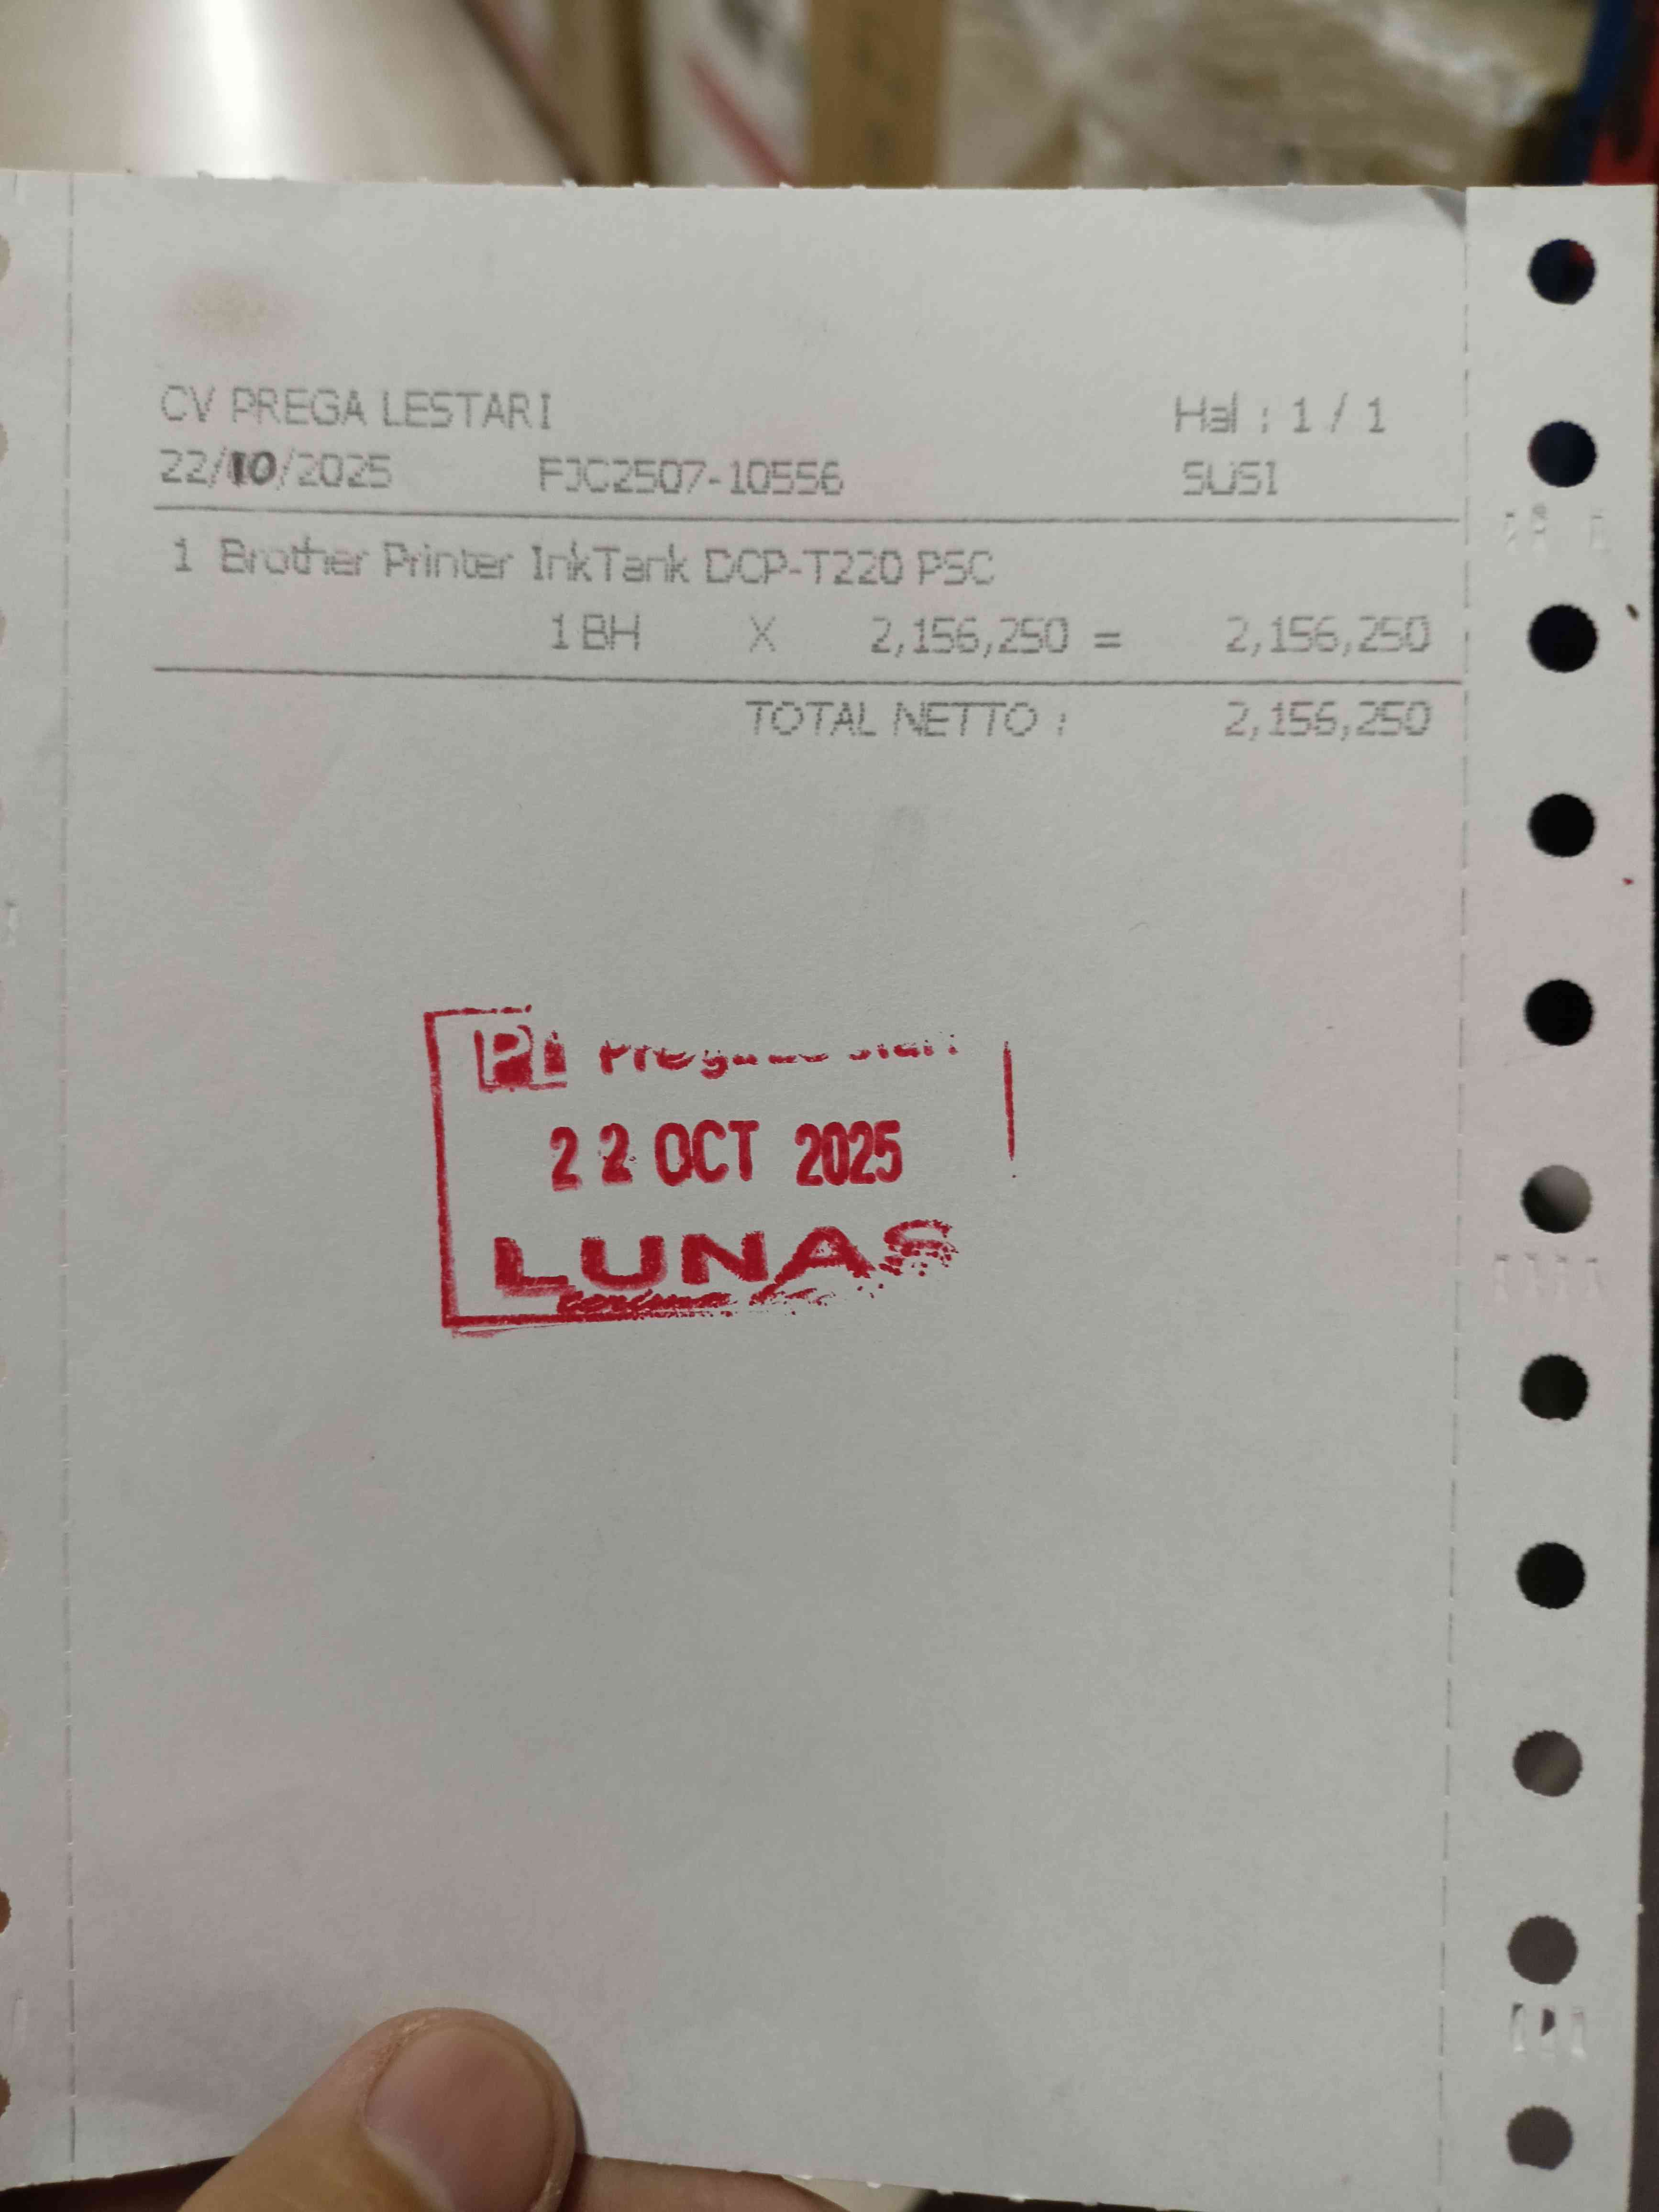 CV PREGA LESTARI Hal : 1 / 1
22/10/2025 FJC2507-10556 SUSI
1 Brother Printer InkTank DCP-T220 PSC
1 BH X 2,156,250 = 2,156,250
TOTAL NETTO : 2,156,250
22 OCT 2025
LUNAS